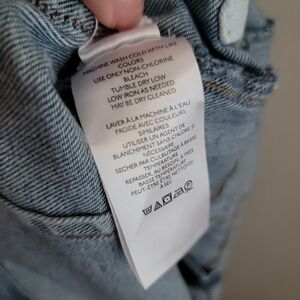 MACHINE WASH COLD WITH LIKE
COLORS
USE ONLY NON-CHLORINE
BLEACH
TUMBLE DRY LOW
LOW IRON AS NEEDED
MAY BE DRY CLEANED
LAVER À LA MACHINE À L'EAU
FROIDE AVEC COULEURS
SIMILAIRES
UTILISER UN AGENT DE
BLANCHIMENT SANS CHLORE SI
NÉCESSAIRE
SÉCHER PAR CULBUTAGE À BASSE
TEMPÉRATURE
REPASSER, AU BESOIN, À TRÈS
BASSE TEMPÉRATURE
PEUT-ÊTRE ÊTRE NETTOYÉ
À SEC